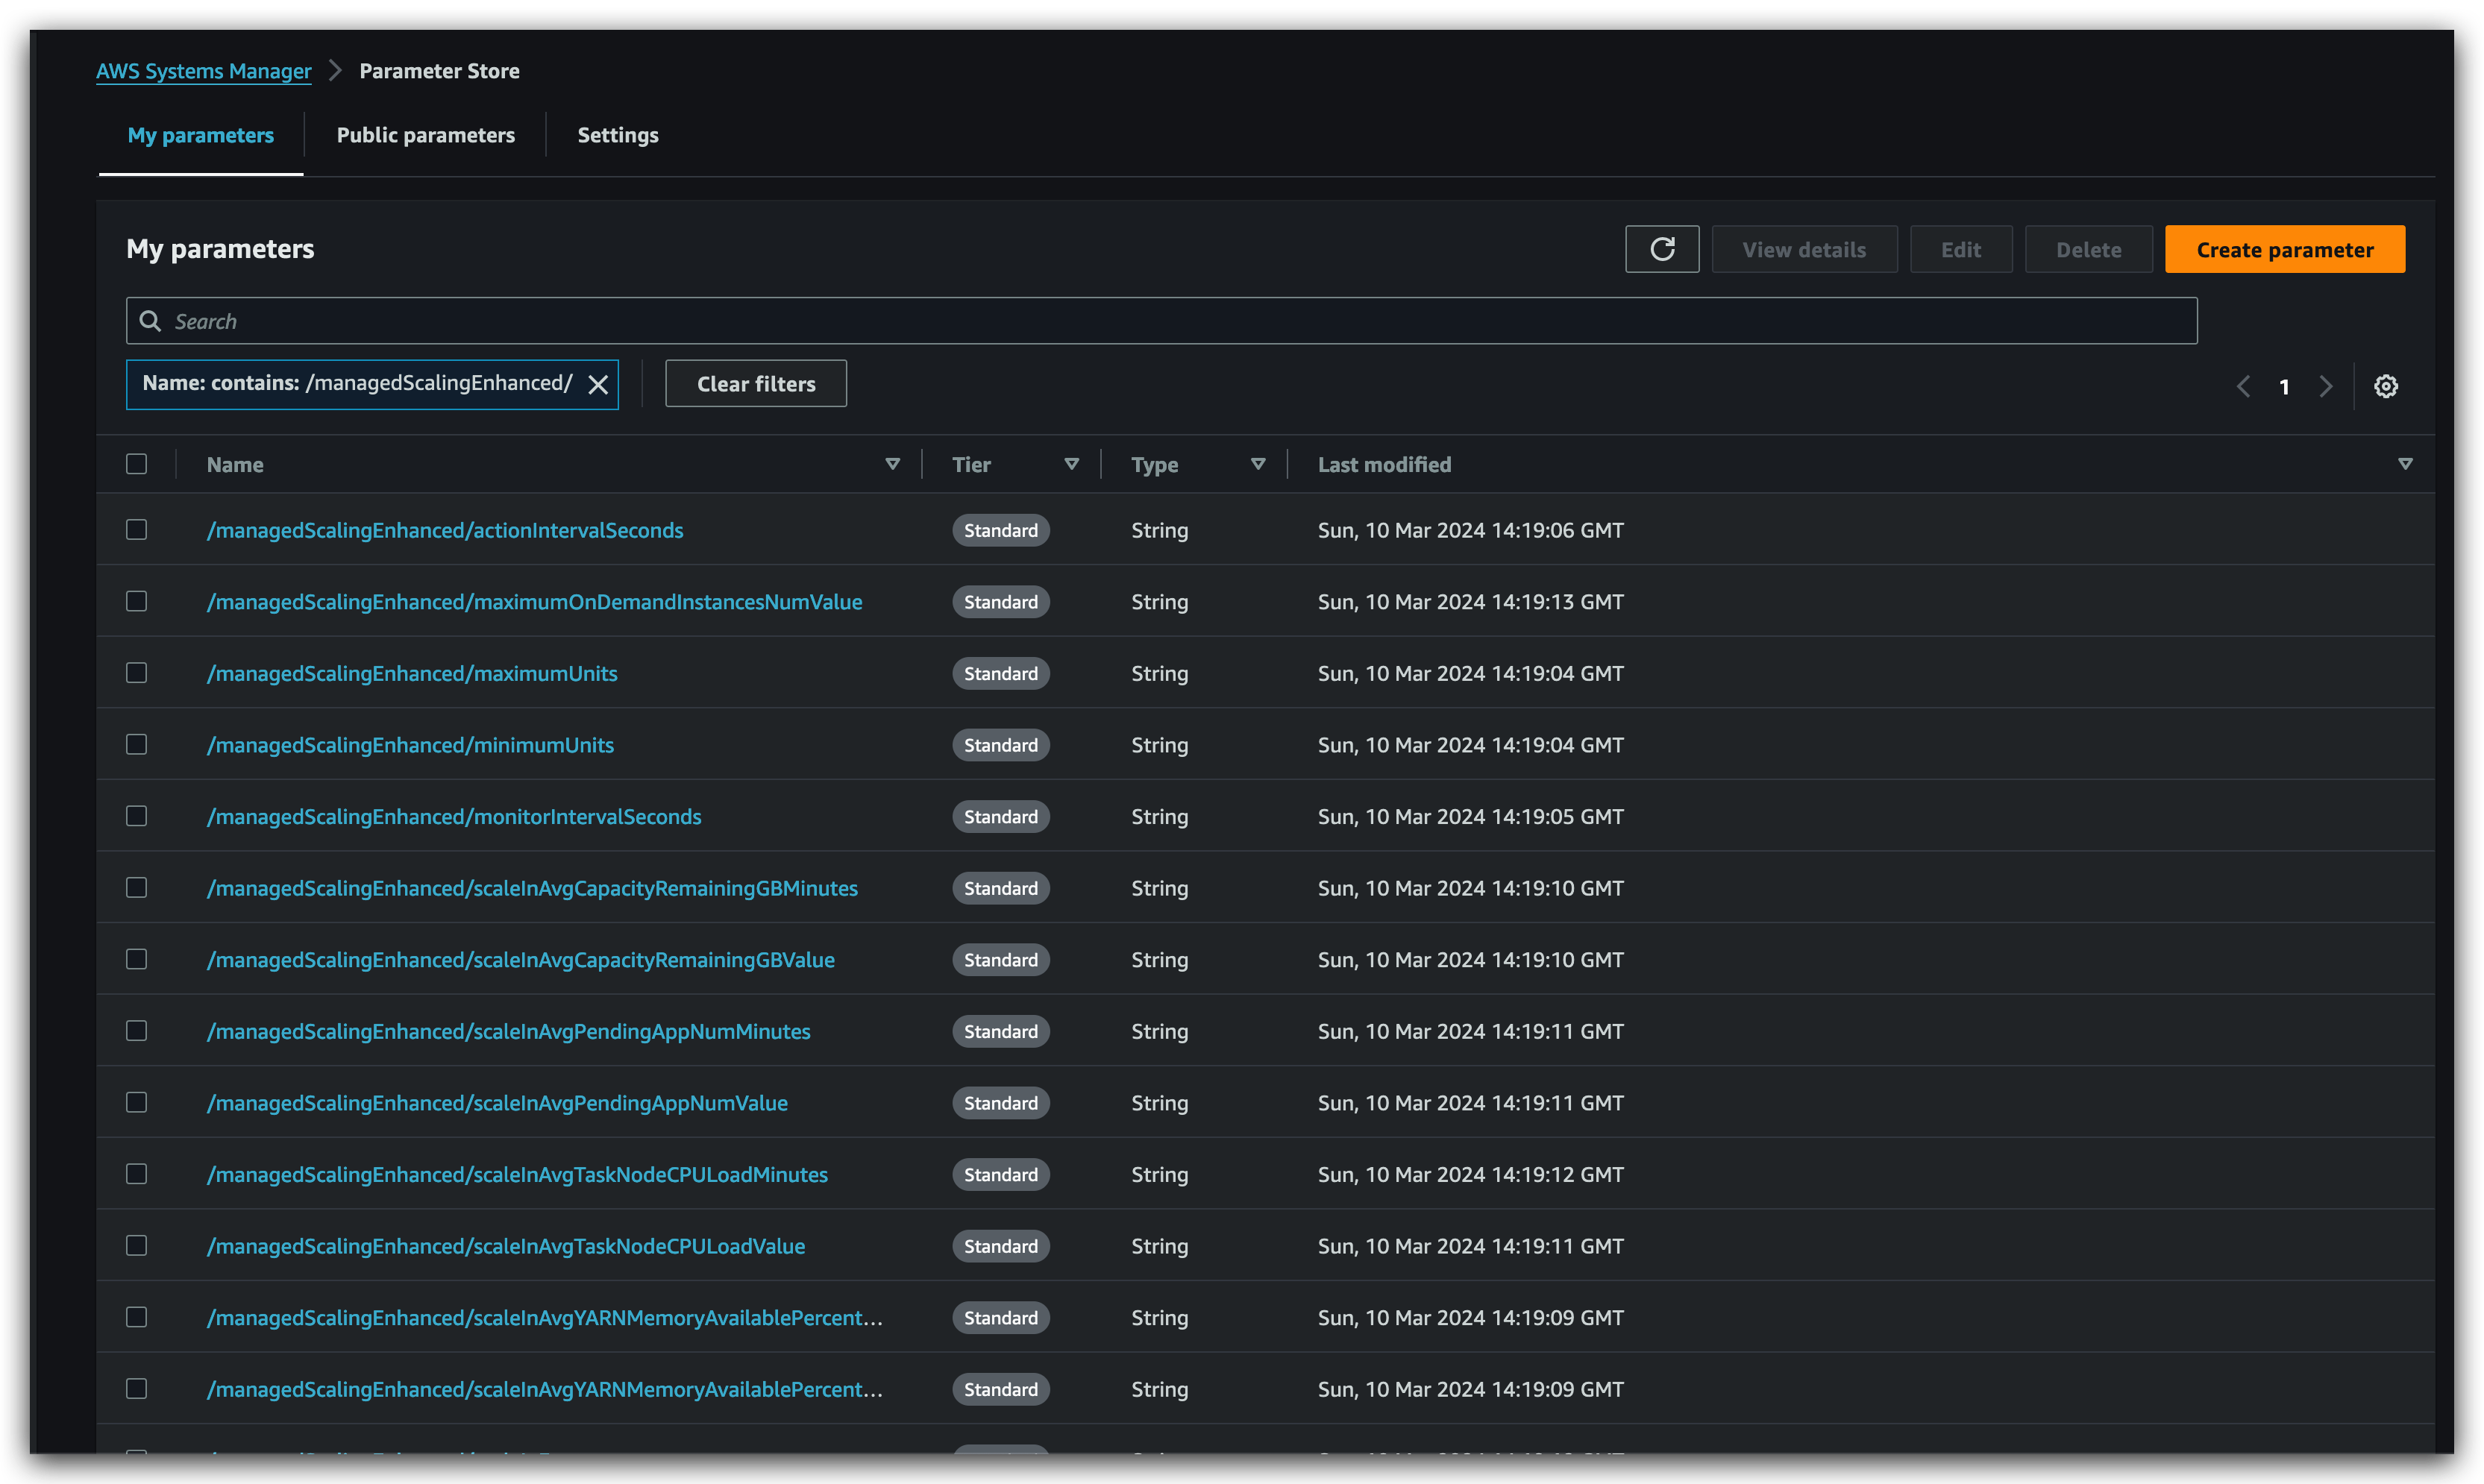 AWS Systems Manager > Parameter Store
My parameters Public parameters Settings
My parameters View details Edit Delete Create parameter
Search
Name: contains: /managedScalingEnhanced/ Clear filters 1
Name Tier Type Last modified
/managedScalingEnhanced/actionIntervalSeconds Standard String Sun, 10 Mar 2024 14:19:06 GMT
/managedScalingEnhanced/maximumOnDemandInstancesNumValue Standard String Sun, 10 Mar 2024 14:19:13 GMT
/managedScalingEnhanced/maximumUnits Standard String Sun, 10 Mar 2024 14:19:04 GMT
/managedScalingEnhanced/minimumUnits Standard String Sun, 10 Mar 2024 14:19:04 GMT
/managedScalingEnhanced/monitorIntervalSeconds Standard String Sun, 10 Mar 2024 14:19:05 GMT
/managedScalingEnhanced/scaleInAvgCapacityRemainingGBMinutes Standard String Sun, 10 Mar 2024 14:19:10 GMT
/managedScalingEnhanced/scaleInAvgCapacityRemainingGBValue Standard String Sun, 10 Mar 2024 14:19:10 GMT
/managedScalingEnhanced/scaleInAvgPendingAppNumMinutes Standard String Sun, 10 Mar 2024 14:19:11 GMT
/managedScalingEnhanced/scaleInAvgPendingAppNumValue Standard String Sun, 10 Mar 2024 14:19:11 GMT
/managedScalingEnhanced/scaleInAvgTaskNodeCPULoadMinutes Standard String Sun, 10 Mar 2024 14:19:12 GMT
/managedScalingEnhanced/scaleInAvgTaskNodeCPULoadValue Standard String Sun, 10 Mar 2024 14:19:11 GMT
/managedScalingEnhanced/scaleInAvgYARNMemoryAvailablePercent... Standard String Sun, 10 Mar 2024 14:19:09 GMT
/managedScalingEnhanced/scaleInAvgYARNMemoryAvailablePercent... Standard String Sun, 10 Mar 2024 14:19:09 GMT